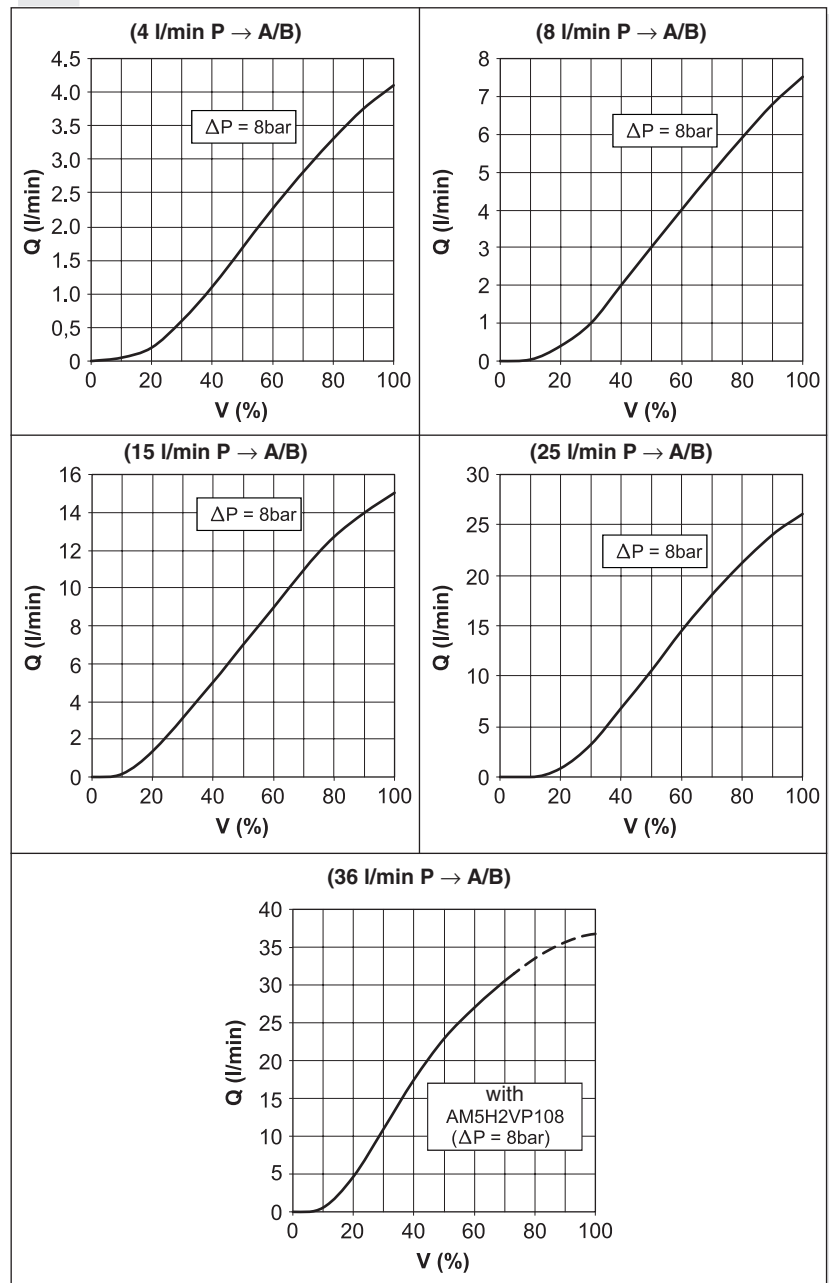 (4 l/min P → A/B)
4.5
4.0
3.5
3.0
2.5
2.0
1.5
1.0
0,5
0
Q (l/min)
ΔP = 8bar
0 20 40 60 80 100
V (%)
(8 l/min P → A/B)
8
7
6
5
4
3
2
1
0
Q (l/min)
ΔP = 8bar
0 20 40 60 80 100
V (%)
(15 l/min P → A/B)
16
14
12
10
8
6
4
2
0
Q (l/min)
ΔP = 8bar
0 20 40 60 80 100
V (%)
(25 l/min P → A/B)
30
25
20
15
10
5
0
Q (l/min)
ΔP = 8bar
0 20 40 60 80 100
V (%)
(36 l/min P → A/B)
40
35
30
25
20
15
10
5
0
Q (l/min)
with
AM5H2VP108
(ΔP = 8bar)
0 20 40 60 80 100
V (%)